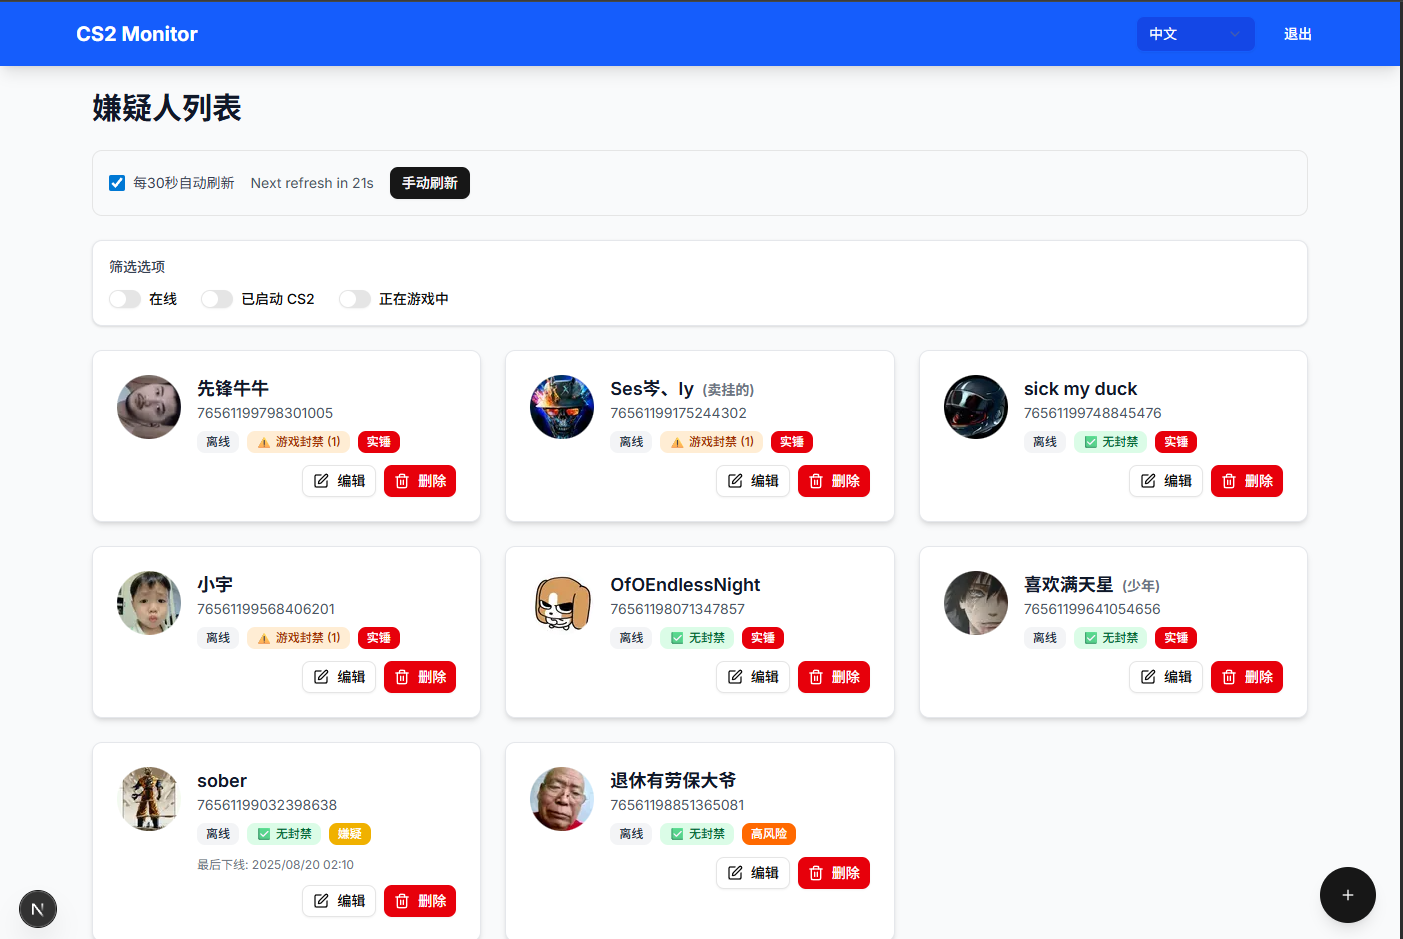 CS2 Monitor
中文
退出
嫌疑人列表
每30秒自动刷新 Next refresh in 21s 手动刷新
筛选选项
在线 已启动 CS2 正在游戏中
先锋牛牛
76561199798301005
离线 ⚠️ 游戏封禁 (1) 实锤
编辑 删除
Ses岑、ly (卖挂的)
76561199175244302
离线 ⚠️ 游戏封禁 (1) 实锤
编辑 删除
sick my duck
76561199748845476
离线 ✅ 无封禁 实锤
编辑 删除
小宇
76561199568406201
离线 ⚠️ 游戏封禁 (1) 实锤
编辑 删除
OfOEndlessNight
76561198071347857
离线 ✅ 无封禁 实锤
编辑 删除
喜欢满天星 (少年)
76561199641054656
离线 ✅ 无封禁 实锤
编辑 删除
sober
76561199032398638
离线 ✅ 无封禁 嫌疑
最后下线: 2025/08/20 02:10
编辑 删除
退休有劳保大爷
76561198851365081
离线 ✅ 无封禁 高风险
编辑 删除
N
+